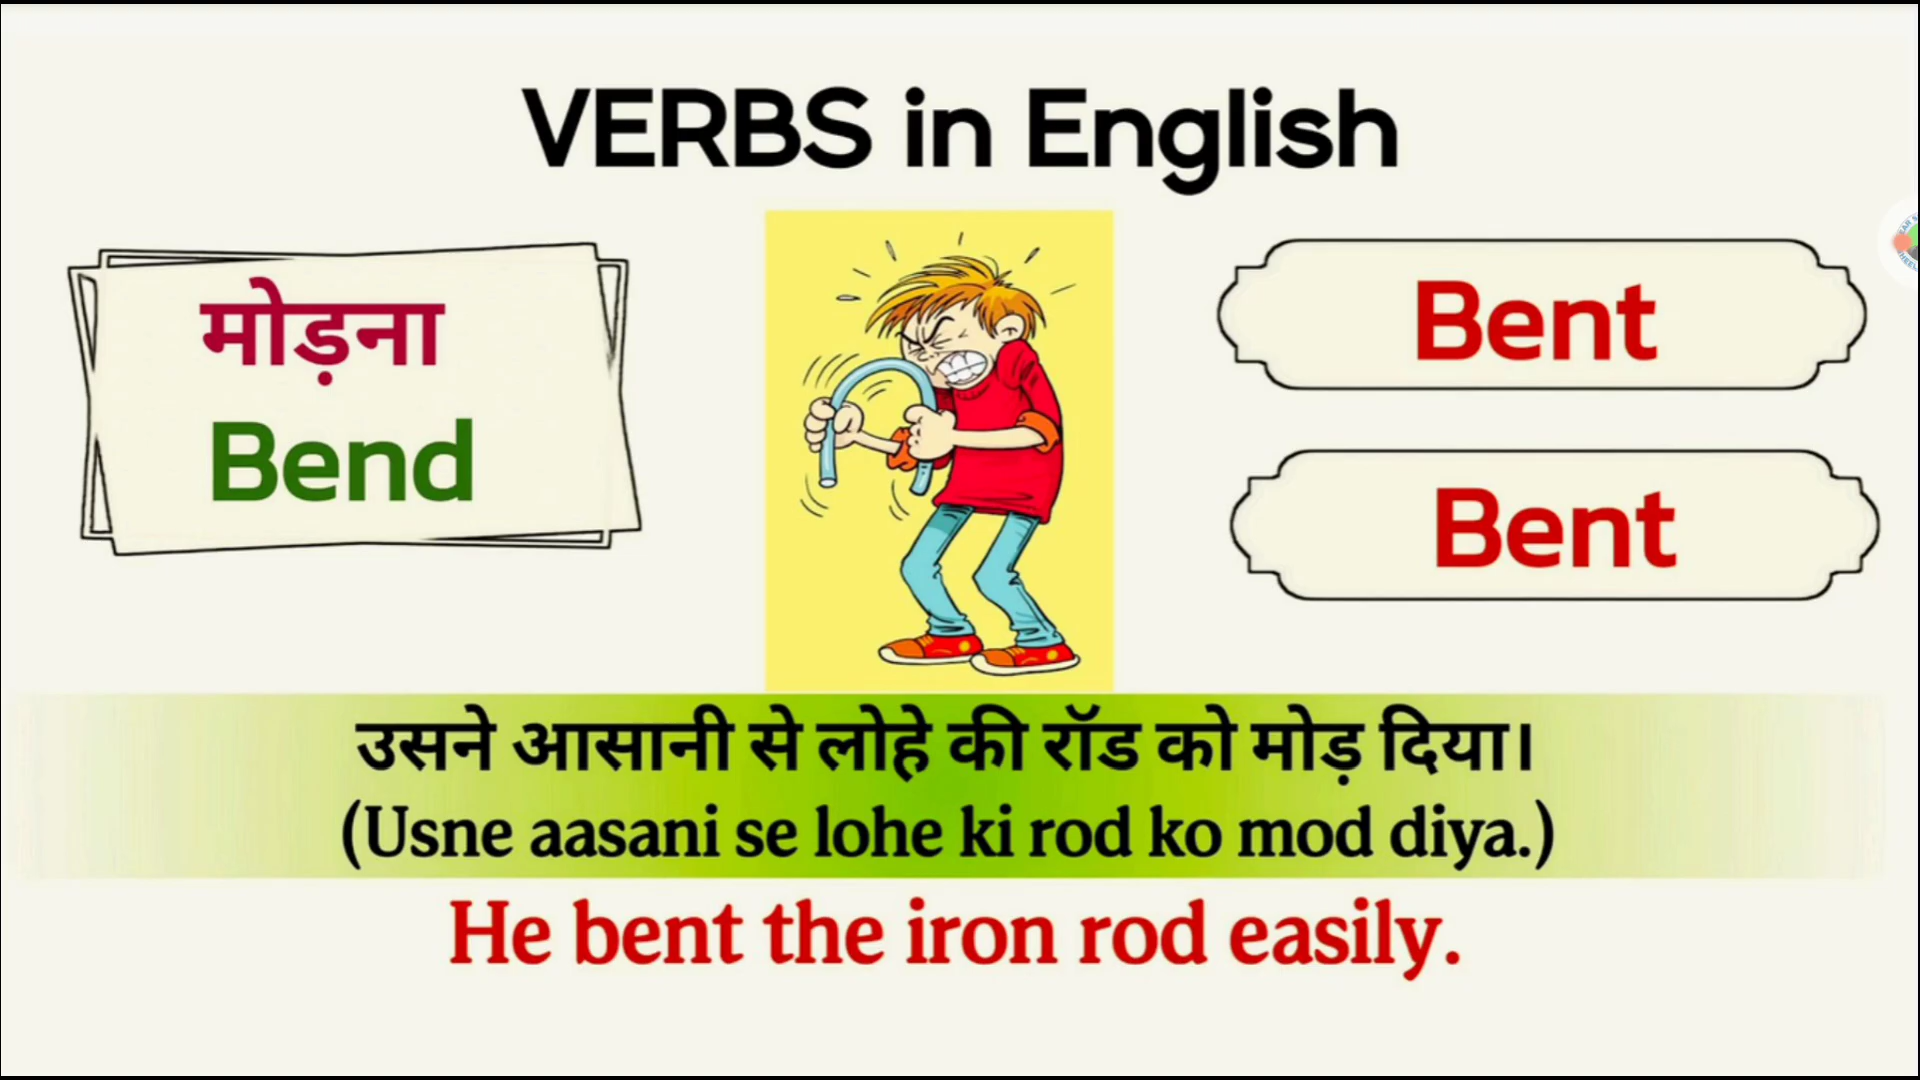 VERBS in English
मोड़ना
Bend
Bent
Bent
उसने आसानी से लोहे की रॉड को मोड़ दिया।
(Usne aasani se lohe ki rod ko mod diya.)
He bent the iron rod easily.